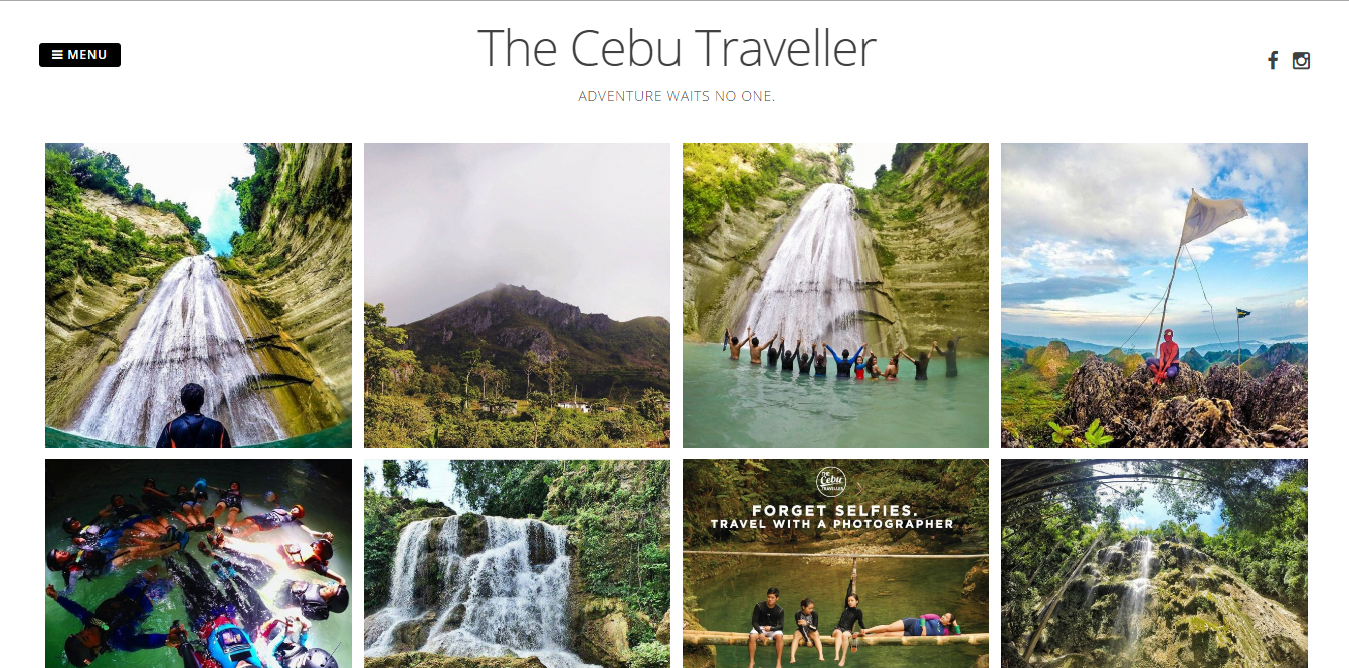 MENU
The Cebu Traveller
ADVENTURE WAITS NO ONE.
THE
Cebu
TRAVELLER
FORGET SELFIES.
TRAVEL WITH A PHOTOGRAPHER